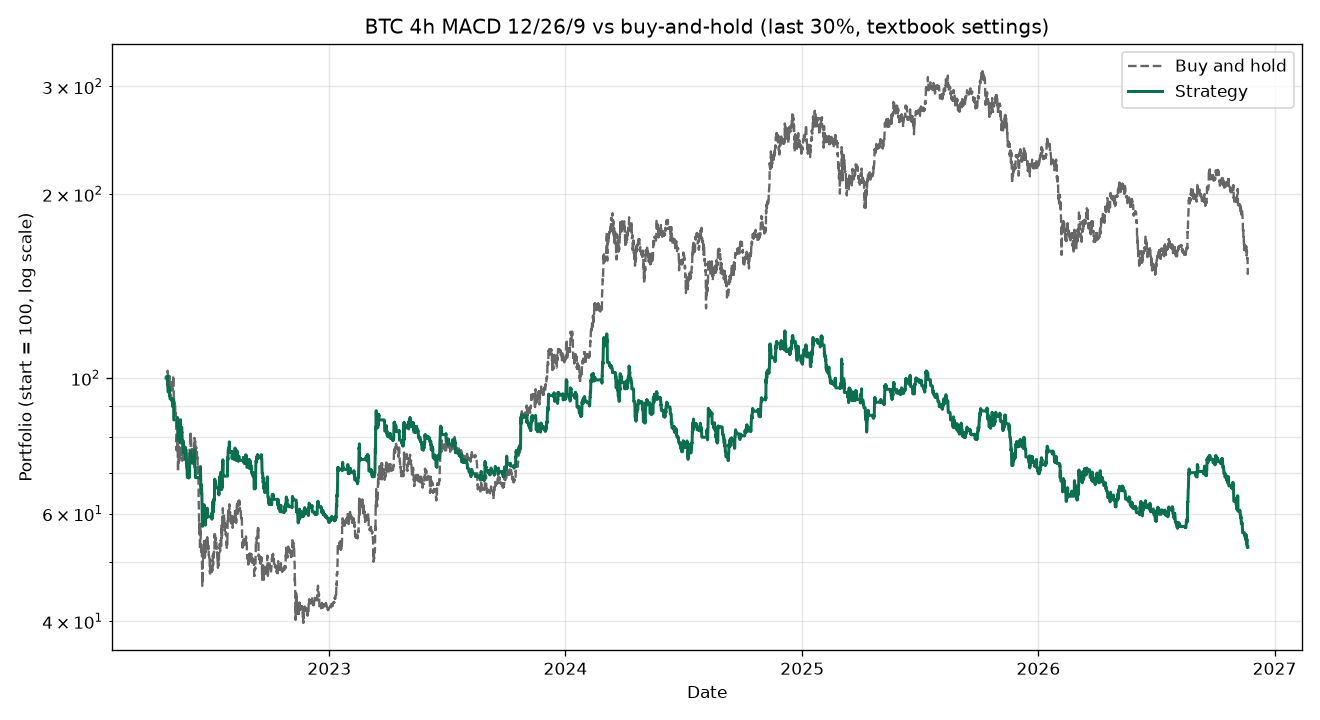 BTC 4h MACD 12/26/9 vs buy-and-hold (last 30%, textbook settings)
Buy and hold
Strategy
Portfolio (start = 100, log scale)
3 × 10²
2 × 10²
10²
6 × 10¹
4 × 10¹
2023 2024 2025 2026 2027
Date